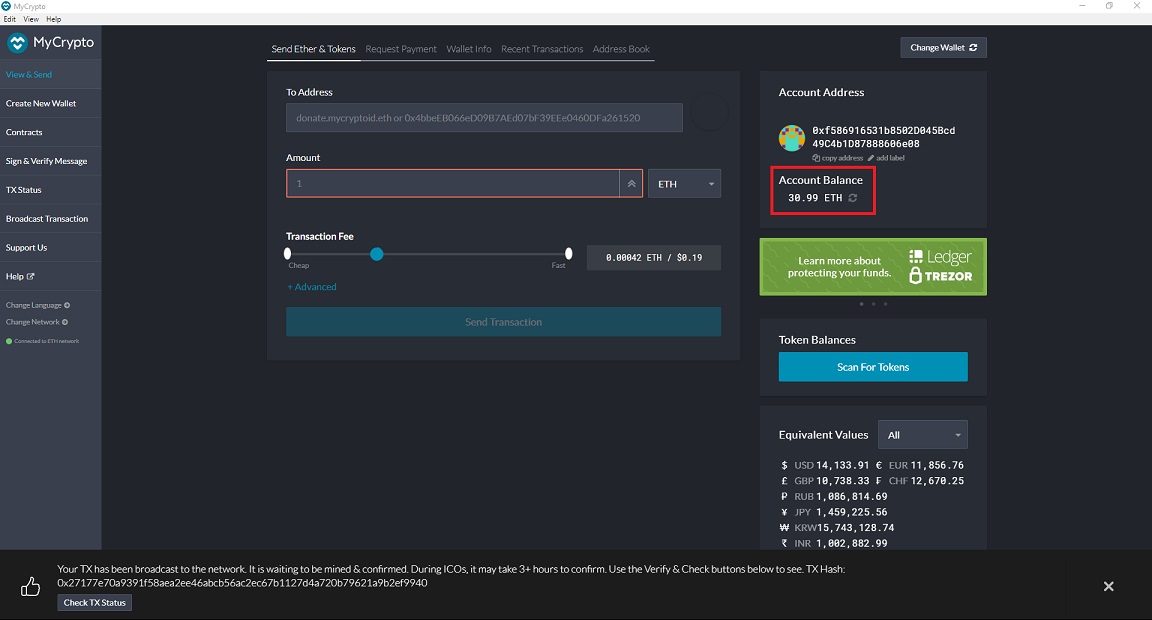 MyCrypto
Edit View Help
MyCrypto
View & Send
Create New Wallet
Contracts
Sign & Verify Message
TX Status
Broadcast Transaction
Support Us
Help
Change Language
Change Network
Connected to ETH network
Send Ether & Tokens Request Payment Wallet Info Recent Transactions Address Book
Change Wallet
To Address
donate.mycryptoid.eth or 0x4bbeEB066eD09B7AEd07bF39EEe0460DFa261520
Amount
1
ETH
Transaction Fee
Cheap Fast
0.00042 ETH / $0.19
+ Advanced
Send Transaction
Account Address
0xf586916531b8502D045Bcd
49C4b1D87888606e08
copy address add label
Account Balance
30.99 ETH
Learn more about
protecting your funds.
Ledger
TREZOR
Token Balances
Scan For Tokens
Equivalent Values All
$ USD 14,133.91 € EUR 11,856.76
£ GBP 10,738.33 ₣ CHF 12,670.25
₽ RUB 1,086,814.69
¥ JPY 1,459,225.56
₩ KRW 15,743,128.74
₹ INR 1,002,882.99
Your TX has been broadcast to the network. It is waiting to be mined & confirmed. During ICOs, it may take 3+ hours to confirm. Use the Verify & Check buttons below to see. TX Hash:
0x27177e70a9391f58aea2ee46abcb56ac2ec67b1127d4a720b79621a9b2ef9940
Check TX Status